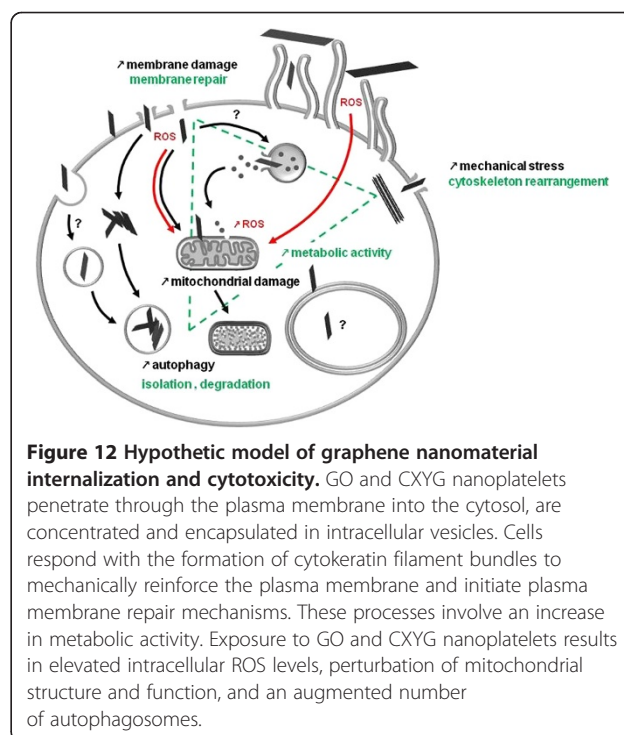 ↗ membrane damage
membrane repair
?
ROS
ROS
↗ mechanical stress
cytoskeleton rearrangement
?
↗ ROS
↗ metabolic activity
↗ mitochondrial damage
?
↗ autophagy
isolation, degradation
Figure 12 Hypothetic model of graphene nanomaterial
internalization and cytotoxicity. GO and CXYG nanoplatelets
penetrate through the plasma membrane into the cytosol, are
concentrated and encapsulated in intracellular vesicles. Cells
respond with the formation of cytokeratin filament bundles to
mechanically reinforce the plasma membrane and initiate plasma
membrane repair mechanisms. These processes involve an increase
in metabolic activity. Exposure to GO and CXYG nanoplatelets results
in elevated intracellular ROS levels, perturbation of mitochondrial
structure and function, and an augmented number
of autophagosomes.